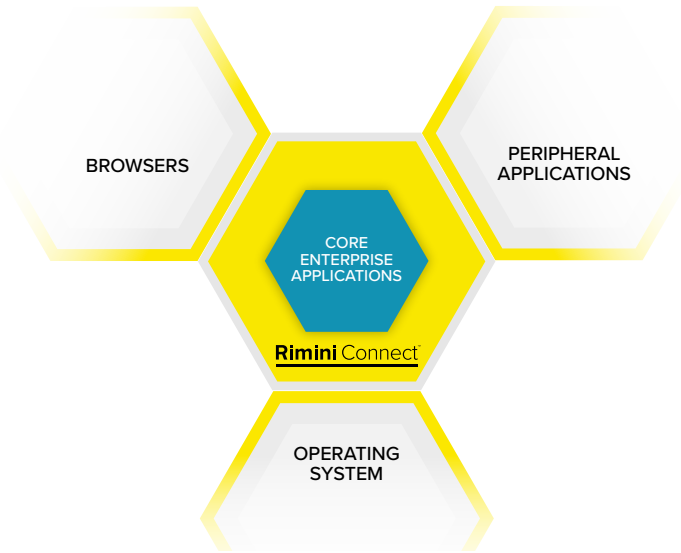 BROWSERS
PERIPHERAL
APPLICATIONS
CORE
ENTERPRISE
APPLICATIONS
Rimini Connect
OPERATING
SYSTEM